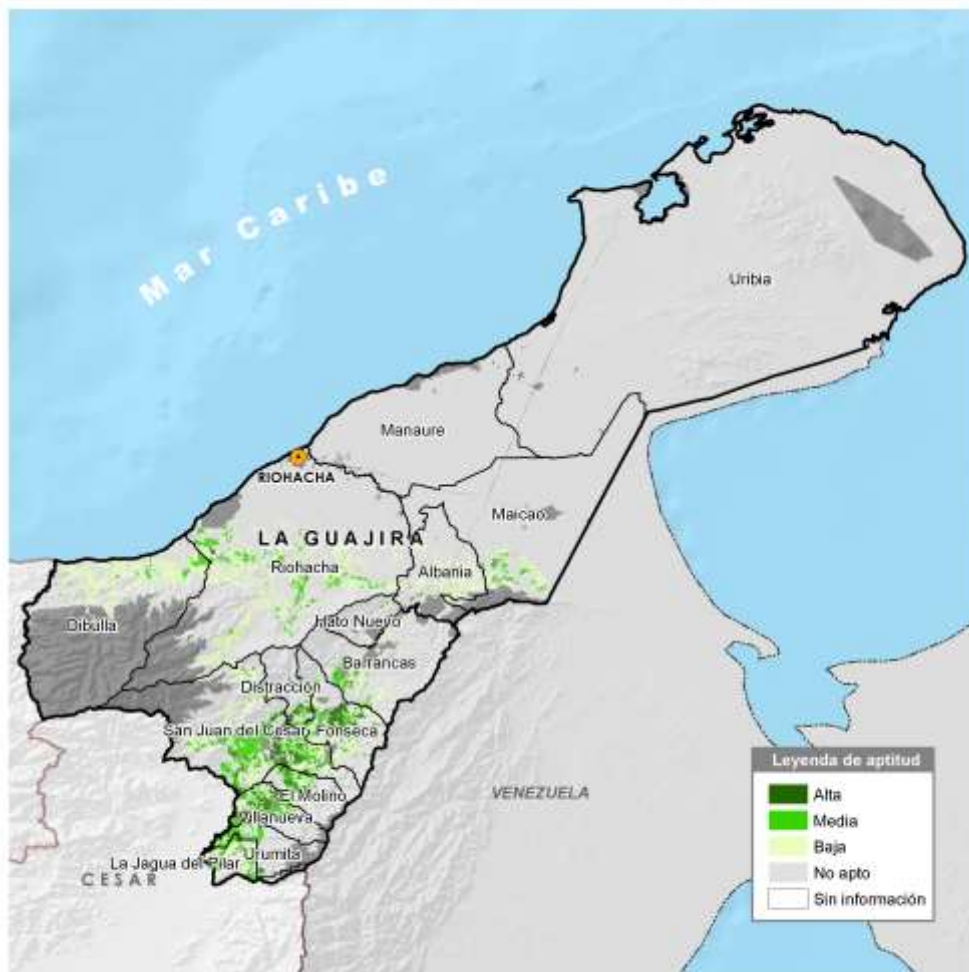 Mar Caribe
Uribia
Manaure
RIOHACHA
Maicao
LA GUAJIRA
Riohacha
Albania
Dibulla
Hato Nuevo
Barrancas
Distracción
San Juan del Cesar
Fonseca
El Molino
Villanueva
Urumita
La Jagua del Pilar
CESAR
VENEZUELA
Leyenda de aptitud
Alta
Media
Baja
No apto
Sin información